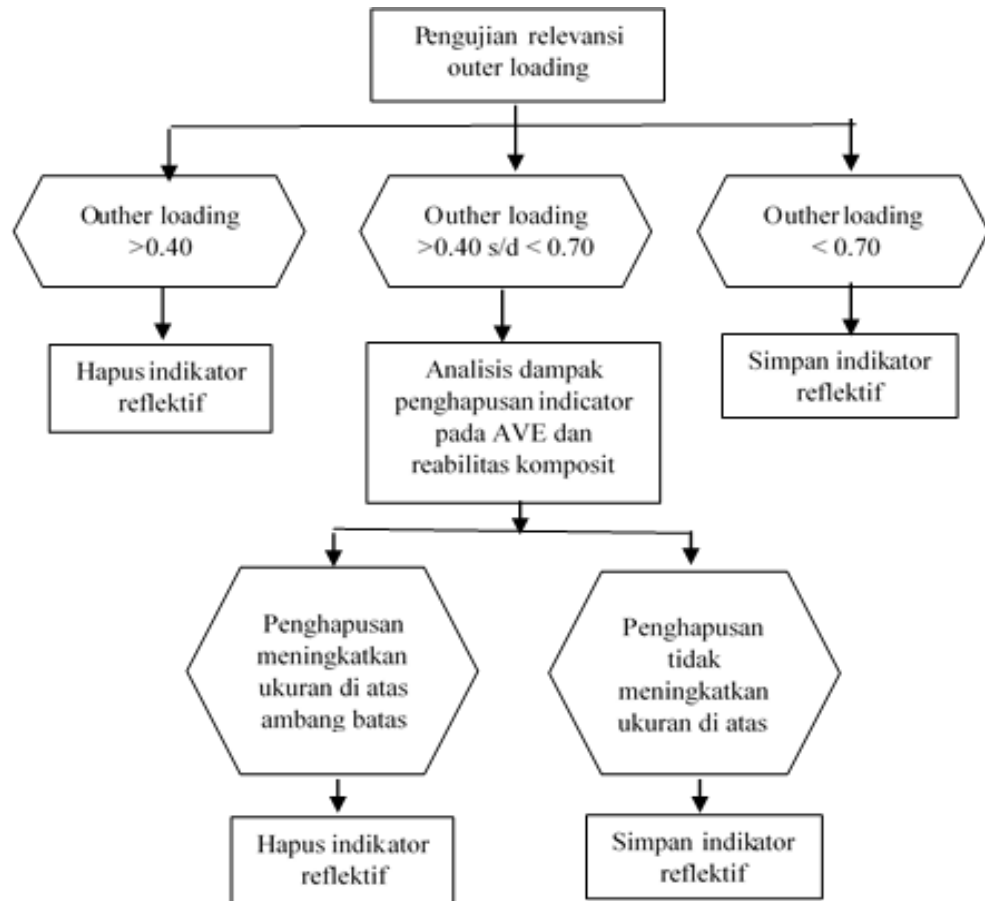 Pengujian relevansi
outer loading
Outher loading
>0.40
Outher loading
>0.40 s/d < 0.70
Outher loading
< 0.70
Hapus indikator
reflektif
Analisis dampak
penghapusan indicator
pada AVE dan
reabilitas komposit
Simpan indikator
reflektif
Penghapusan
meningkatkan
ukuran di atas
ambang batas
Penghapusan
tidak
meningkatkan
ukuran di atas
Hapus indikator
reflektif
Simpan indikator
reflektif